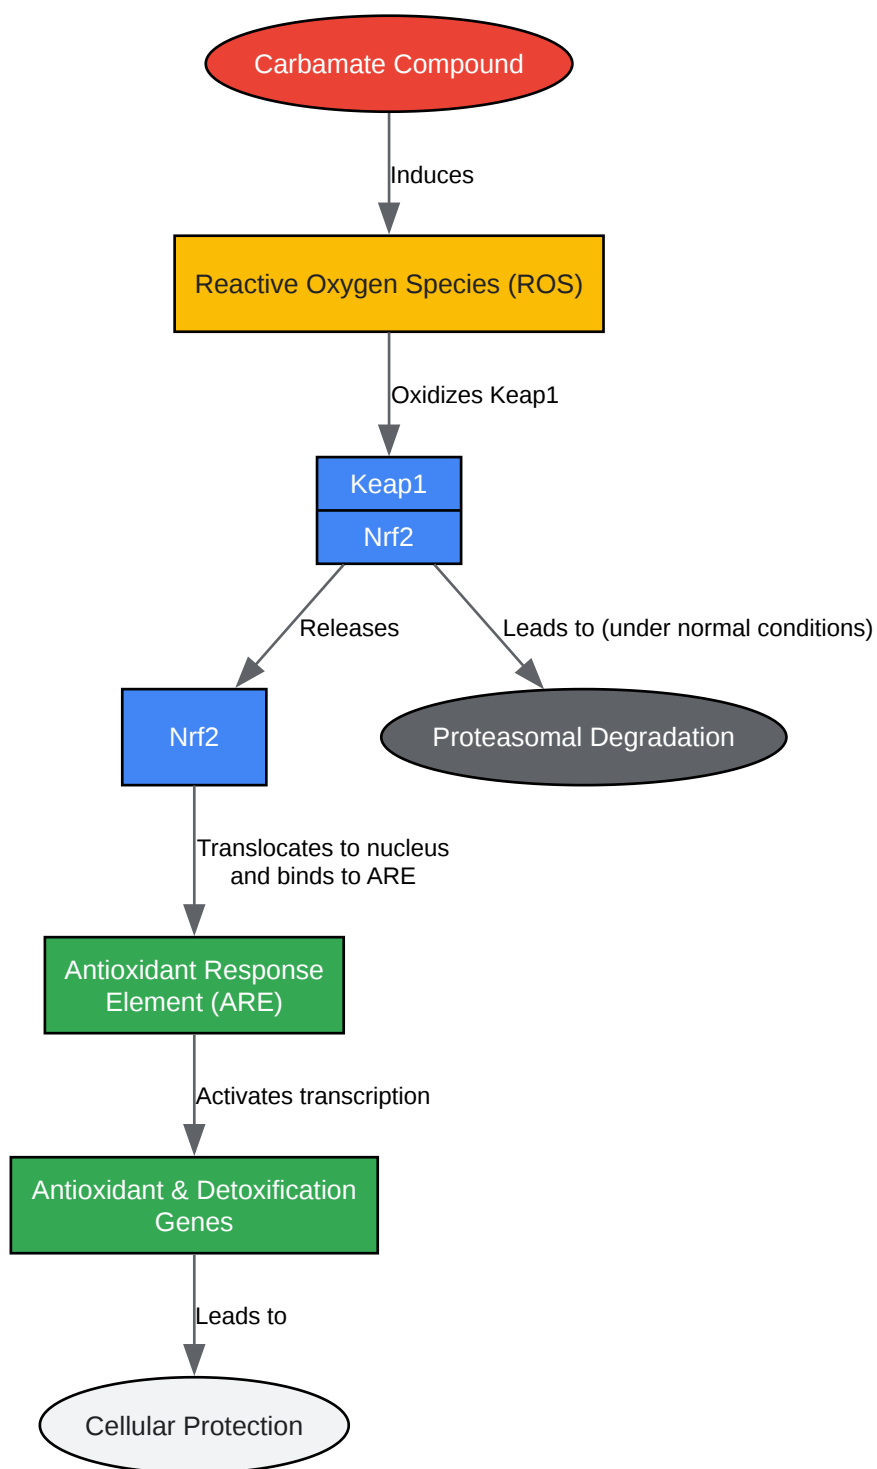 Carbamate Compound
Induces
Reactive Oxygen Species (ROS)
Oxidizes Keap1
Keap1
Nrf2
Releases
Leads to (under normal conditions)
Nrf2
Proteasomal Degradation
Translocates to nucleus
and binds to ARE
Antioxidant Response
Element (ARE)
Activates transcription
Antioxidant & Detoxification
Genes
Leads to
Cellular Protection